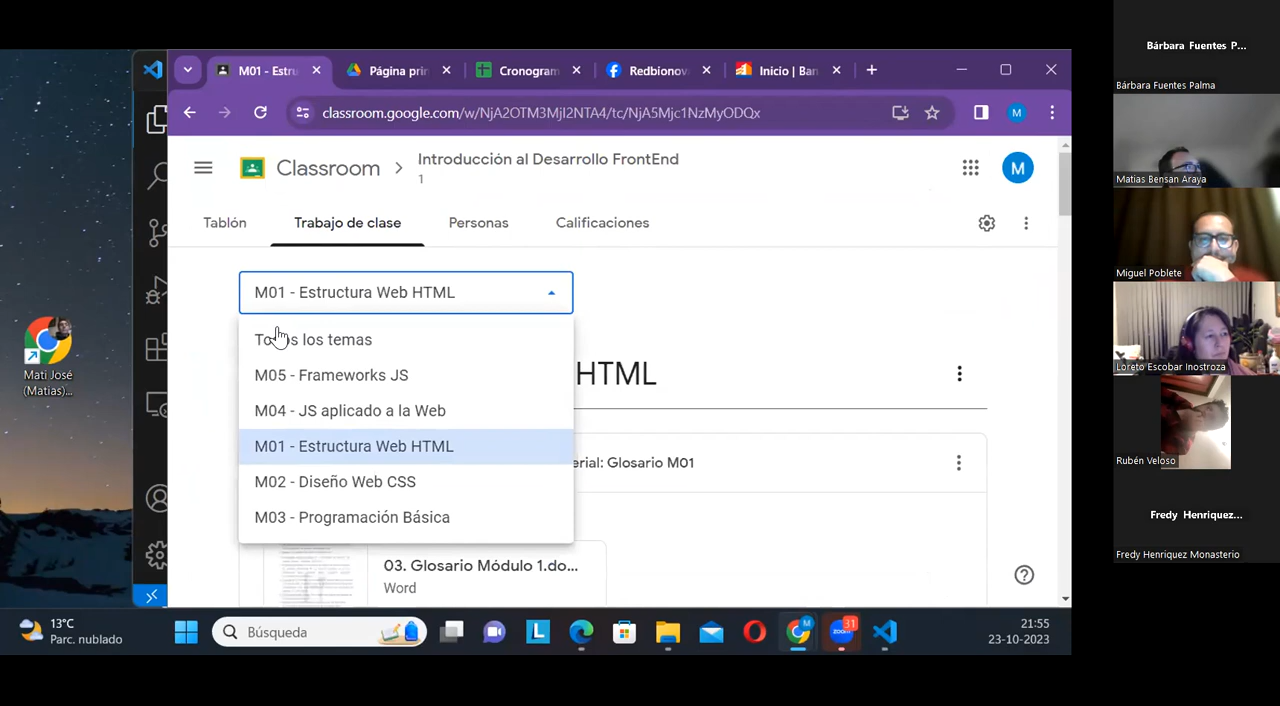 M01 - Estru
Página prin
Cronogram
Redbionov
Inicio | Ban
classroom.google.com/w/NjA2OTM3MjI2NTA4/tc/NjA5Mjc1NzMyODQx
M
Classroom
Introducción al Desarrollo FrontEnd
1
M
Tablón
Trabajo de clase
Personas
Calificaciones
M01 - Estructura Web HTML
Todos los temas
M05 - Frameworks JS
M04 - JS aplicado a la Web
M01 - Estructura Web HTML
M02 - Diseño Web CSS
M03 - Programación Básica
HTML
erial: Glosario M01
03. Glosario Módulo 1.do...
Word
Mati José
(Matias)...
13°C
Parc. nublado
Búsqueda
L
M
31
zoom
21:55
23-10-2023
Bárbara Fuentes P...
Bárbara Fuentes Palma
Matias Bensan Araya
Miguel Poblete
Loreto Escobar Inostroza
Rubén Veloso
Fredy Henriquez...
Fredy Henriquez Monasterio